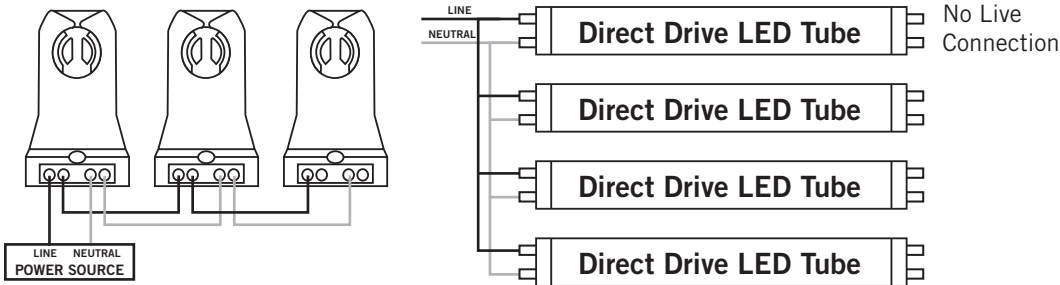 LINE NEUTRAL
POWER SOURCE
LINE
NEUTRAL
Direct Drive LED Tube
No Live
Connection
Direct Drive LED Tube
Direct Drive LED Tube
Direct Drive LED Tube